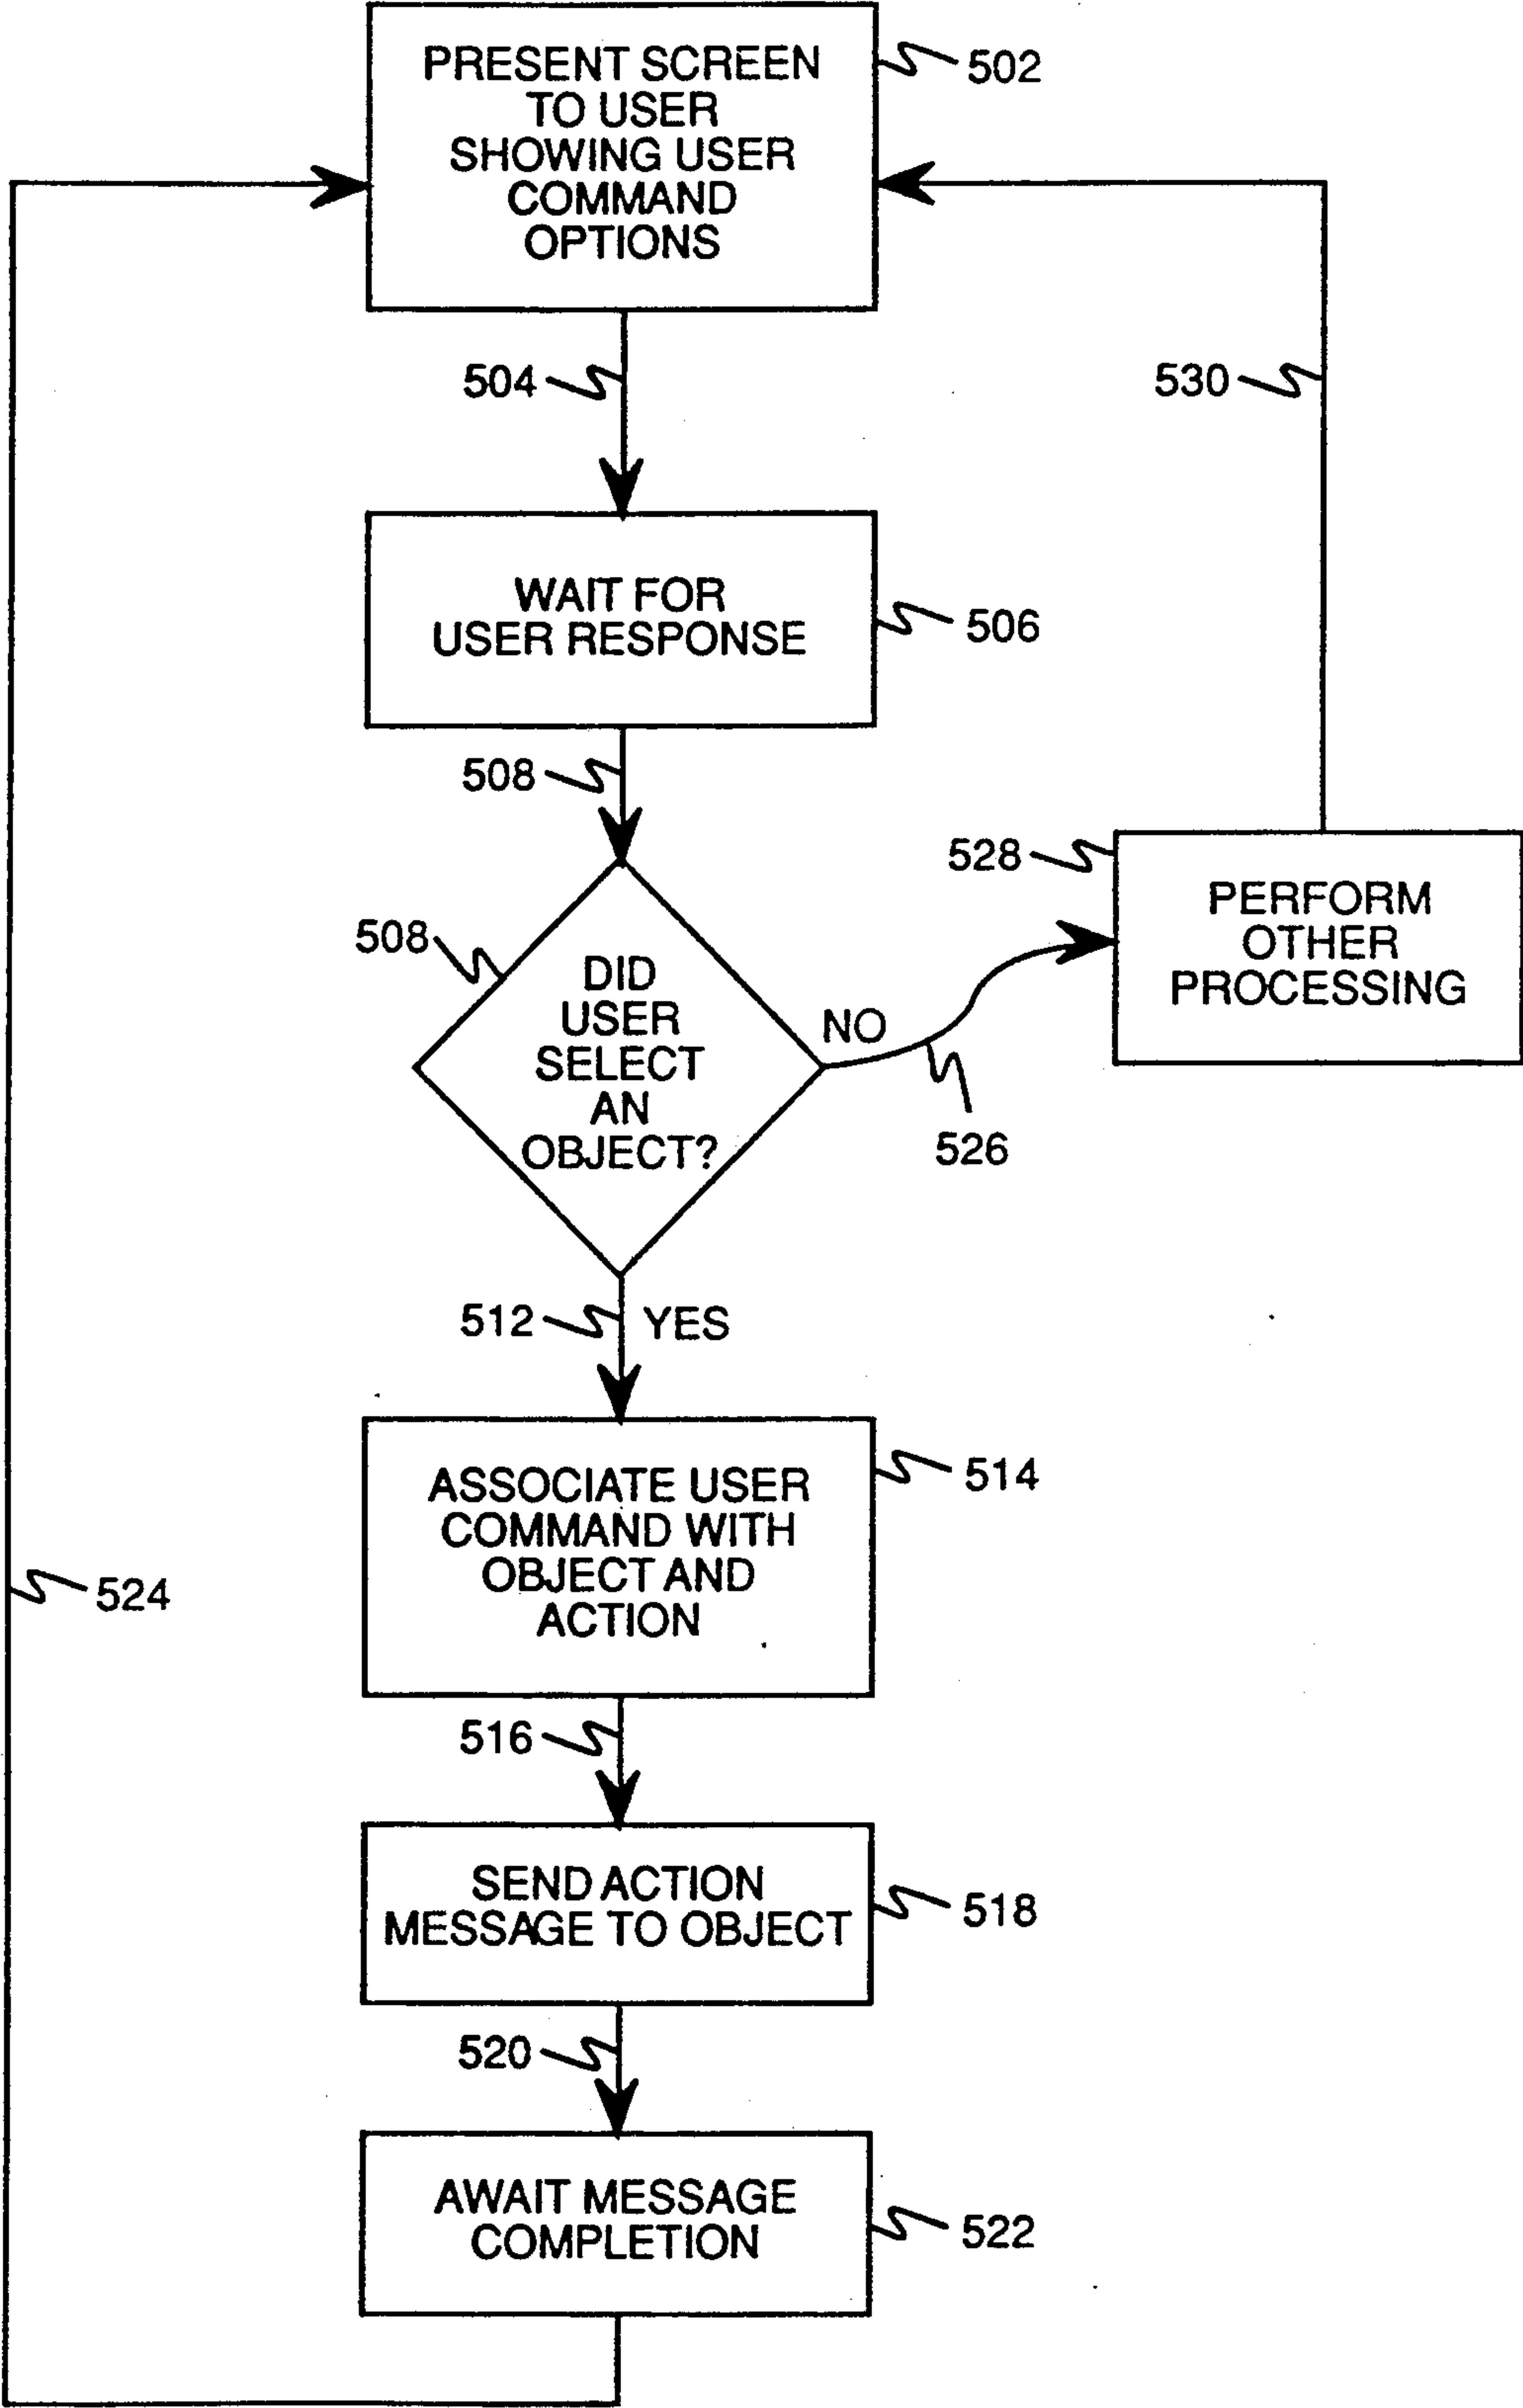 PRESENT SCREEN
TO USER
SHOWING USER
COMMAND
OPTIONS
502
504
530
WAIT FOR
USER RESPONSE
506
508
528
PERFORM
OTHER
PROCESSING
508
DID
USER
SELECT
AN
OBJECT?
NO
526
512
YES
ASSOCIATE USER
COMMAND WITH
OBJECT AND
ACTION
514
524
516
SEND ACTION
MESSAGE TO OBJECT
518
520
AWAIT MESSAGE
COMPLETION
522